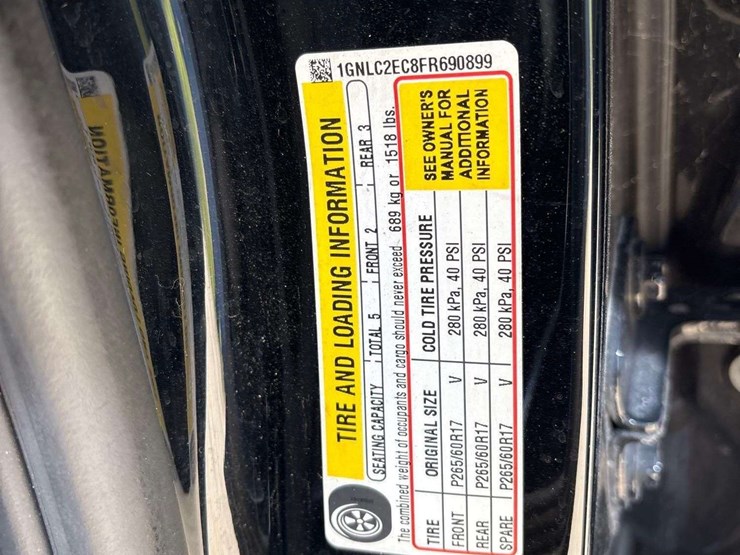 1GNLC2EC8FR690899
TIRE AND LOADING INFORMATION
SEATING CAPACITY TOTAL 5 FRONT 2 REAR 3
The combined weight of occupants and cargo should never exceed 689 kg or 1518 lbs.
TIRE ORIGINAL SIZE COLD TIRE PRESSURE
FRONT P265/60R17 V 280 kPa, 40 PSI
REAR P265/60R17 V 280 kPa, 40 PSI
SPARE P265/60R17 V 280 kPa, 40 PSI
SEE OWNER'S
MANUAL FOR
ADDITIONAL
INFORMATION